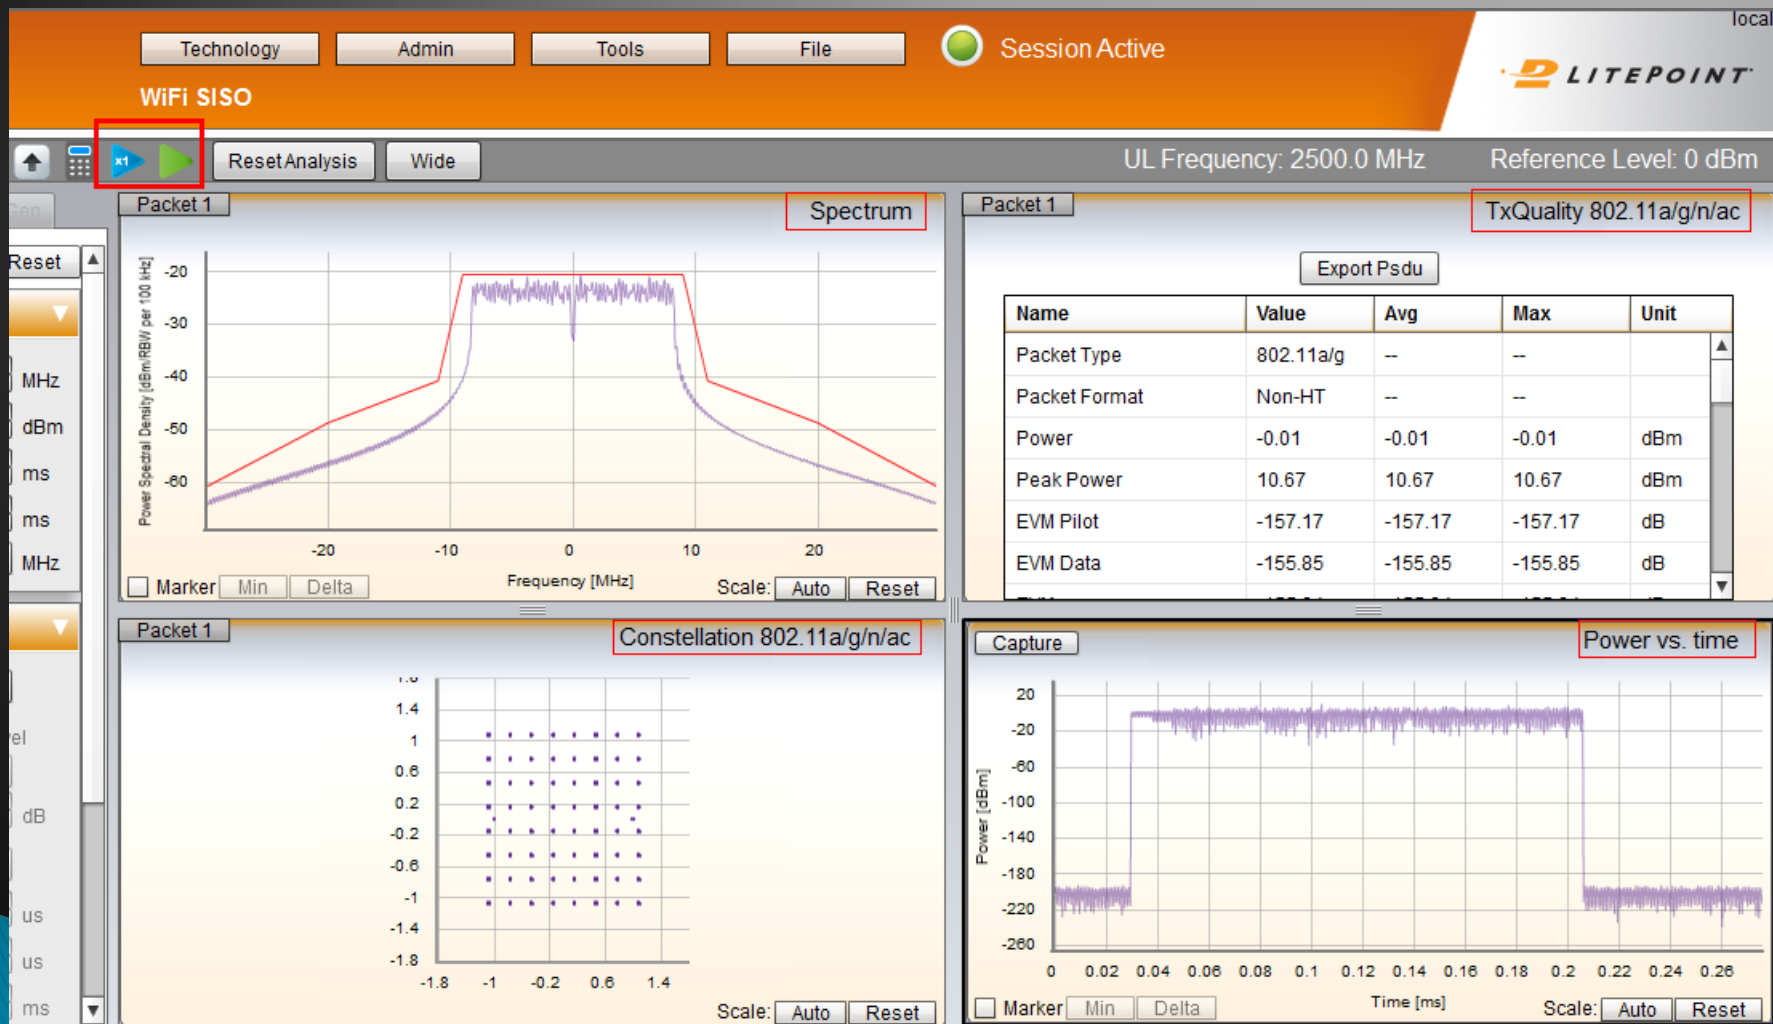 local
Technology
Admin
Tools
File
Session Active
LITEPOINT
WiFi SISO
x1
Reset Analysis
Wide
UL Frequency: 2500.0 MHz
Reference Level: 0 dBm
Gen
Reset
MHz
dBm
ms
ms
MHz
dB
us
us
ms
Packet 1
Spectrum
Power Spectral Density [dBm/RBW per 100 kHz]
-20
-30
-40
-50
-60
-20 -10 0 10 20
Frequency [MHz]
Marker Min Delta
Scale: Auto Reset
Packet 1
TxQuality 802.11a/g/n/ac
Export Psdu
Name Value Avg Max Unit
Packet Type 802.11a/g -- --
Packet Format Non-HT -- --
Power -0.01 -0.01 -0.01 dBm
Peak Power 10.67 10.67 10.67 dBm
EVM Pilot -157.17 -157.17 -157.17 dB
EVM Data -155.85 -155.85 -155.85 dB
Packet 1
Constellation 802.11a/g/n/ac
1.4
1
0.6
0.2
-0.2
-0.6
-1
-1.4
-1.8
-1.8 -1 -0.2 0.6 1.4
Scale: Auto Reset
Capture
Power vs. time
Power [dBm]
20
-20
-60
-100
-140
-180
-220
-260
0 0.02 0.04 0.06 0.08 0.1 0.12 0.14 0.16 0.18 0.2 0.22 0.24 0.26
Time [ms]
Marker Min Delta
Scale: Auto Reset